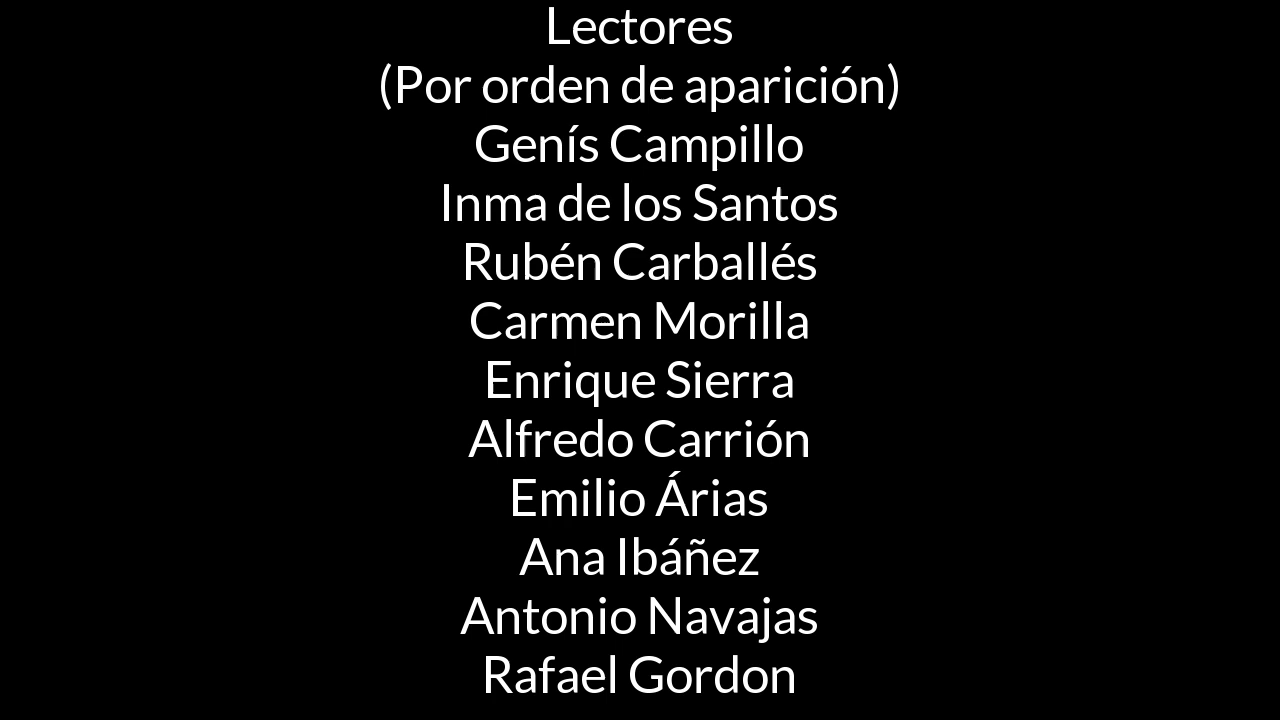 Lectores
(Por orden de aparición)
Genís Campillo
Inma de los Santos
Rubén Carballés
Carmen Morilla
Enrique Sierra
Alfredo Carrión
Emilio Árias
Ana Ibáñez
Antonio Navajas
Rafael Gordon